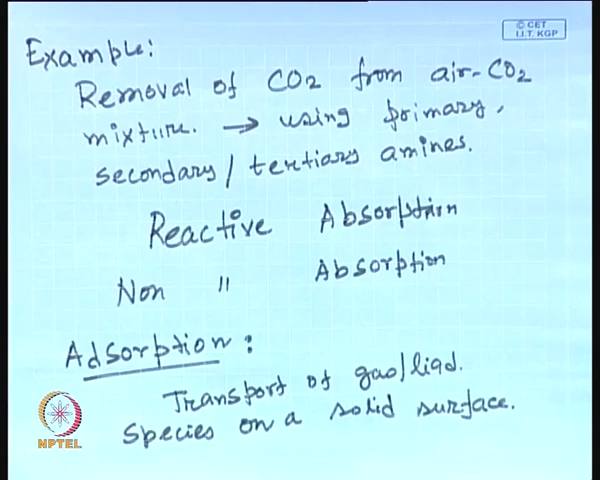 © CET
I.I.T. KGP
Example:
Removal of CO2 from air-CO2
mixture. → using primary,
secondary / tertiary amines.
Reactive Absorption
Non " Absorption
Adsorption:
Transport of gas/liqd.
Species on a solid surface.
NPTEL